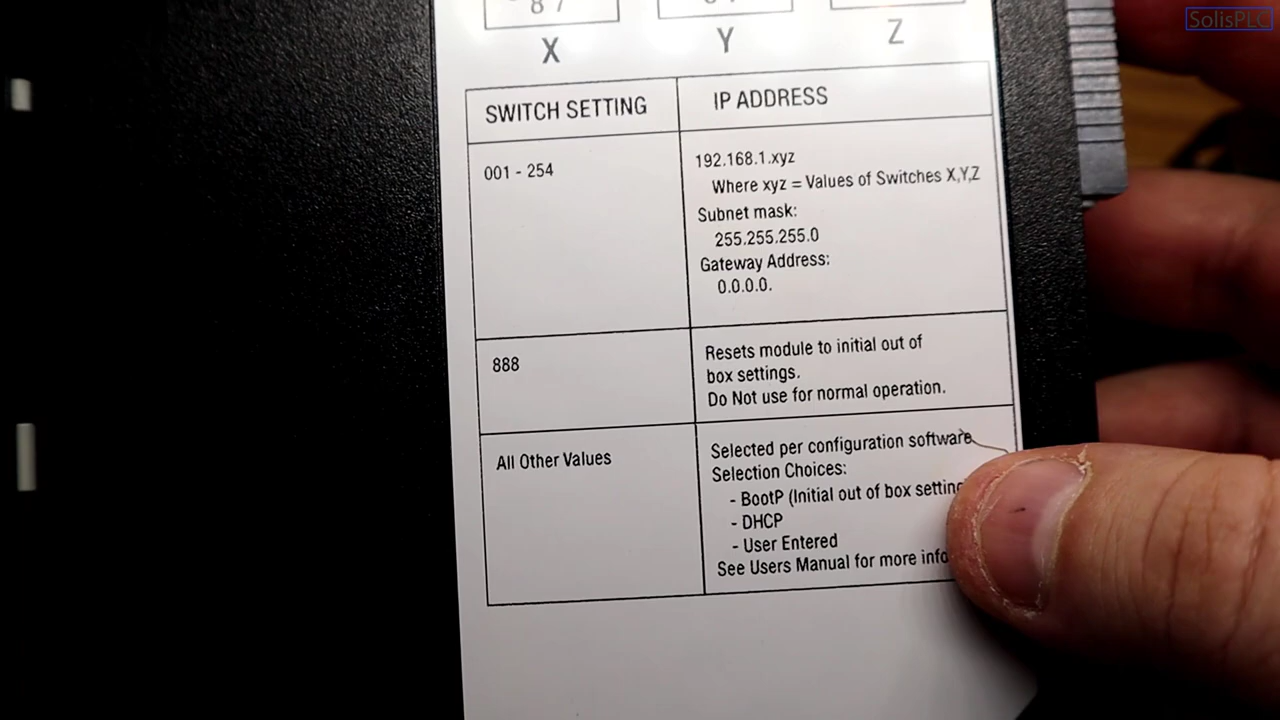 SolisPLC
87
X Y Z
SWITCH SETTING
IP ADDRESS
001 - 254
192.168.1.xyz
Where xyz = Values of Switches X,Y,Z
Subnet mask:
255.255.255.0
Gateway Address:
0.0.0.0.
888
Resets module to initial out of
box settings.
Do Not use for normal operation.
All Other Values
Selected per configuration software
Selection Choices:
- BootP (Initial out of box setting
- DHCP
- User Entered
See Users Manual for more info